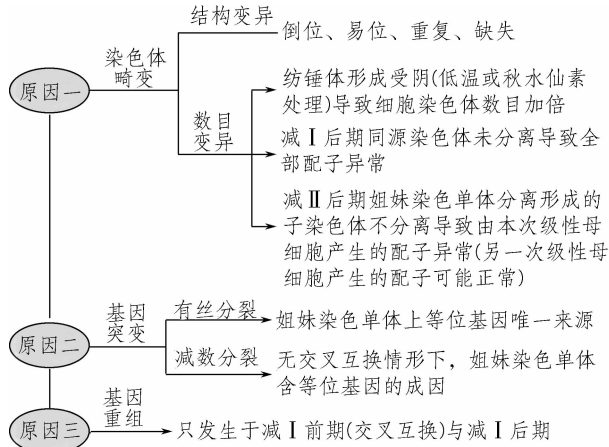 结构变异
倒位、易位、重复、缺失
染色体
畸变
原因一
纺锤体形成受阴(低温或秋水仙素
处理)导致细胞染色体数目加倍
数目
变异
减Ⅰ后期同源染色体未分离导致全
部配子异常
减Ⅱ后期姐妹染色单体分离形成的
子染色体不分离导致由本次级性母
细胞产生的配子异常(另一次级性母
细胞产生的配子可能正常)
基因
突变
有丝分裂
姐妹染色单体上等位基因唯一来源
原因二
减数分裂
无交叉互换情形下，姐妹染色单体
含等位基因的成因
基因
重组
原因三
只发生于减Ⅰ前期(交叉互换)与减Ⅰ后期